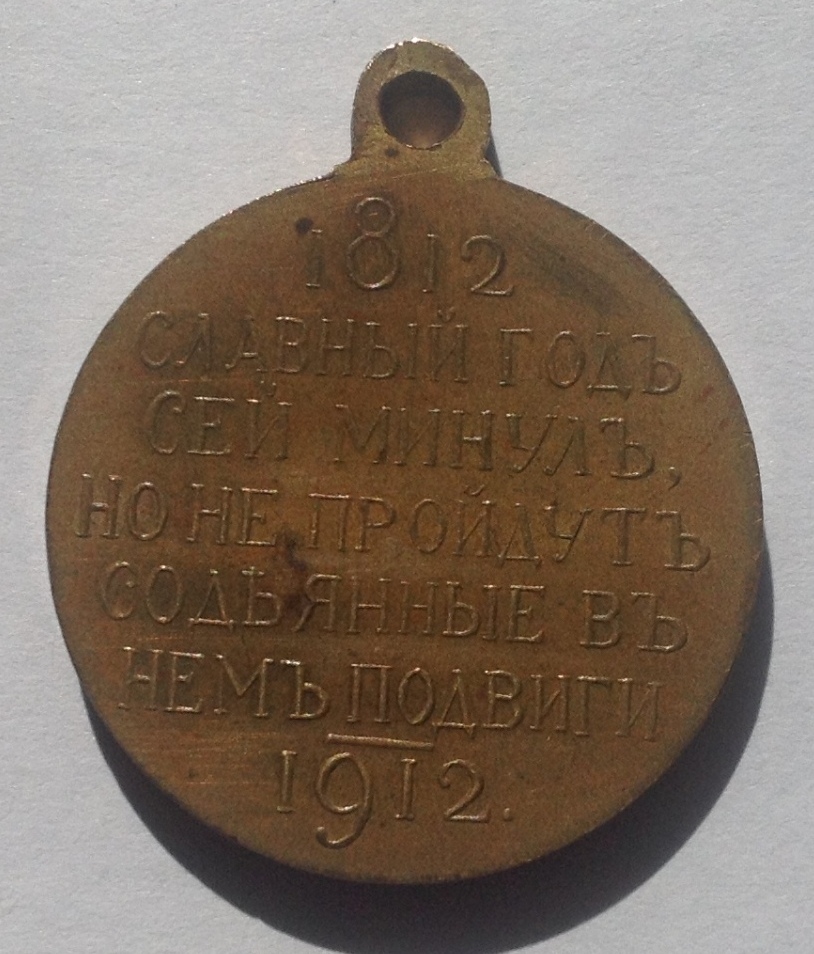 1812
СЛАВНЫЙ ГОДЪ
СЕЙ МИНУЛЪ,
НО НЕ ПРОЙДУТЪ
СОДѢЯННЫЕ ВЪ
НЕМЪ ПОДВИГИ
1912.